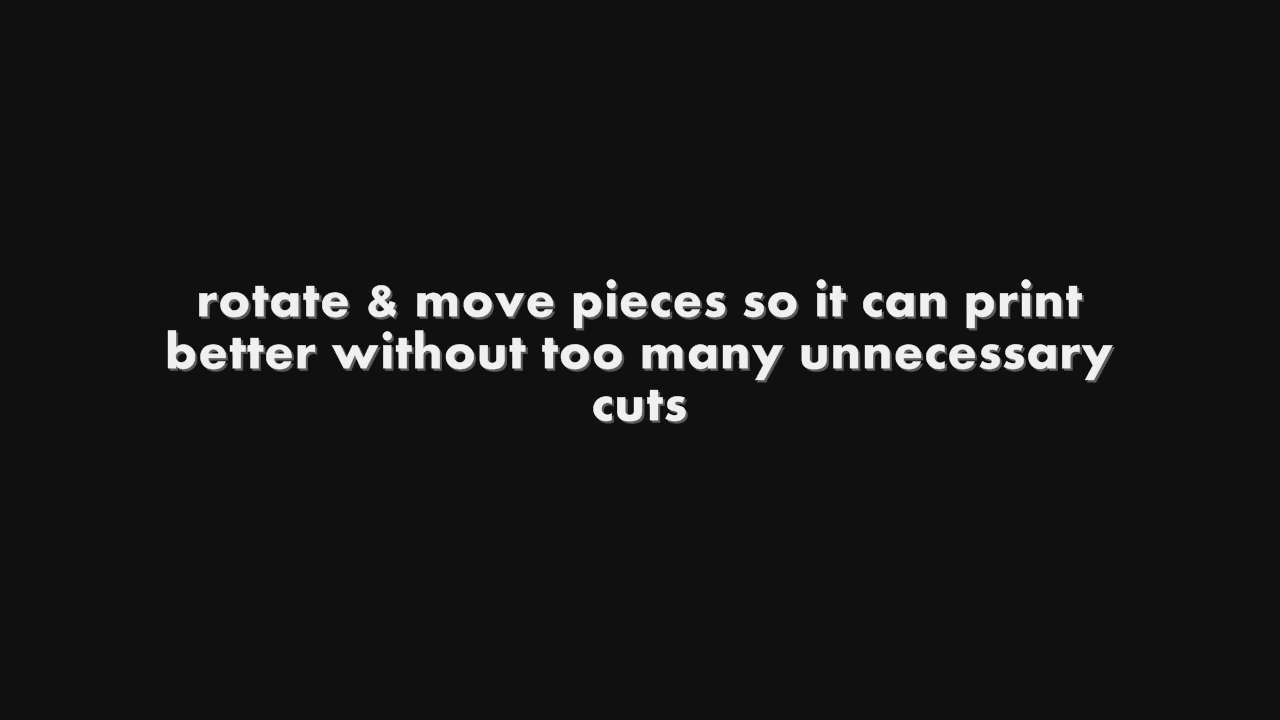 rotate & move pieces so it can print
better without too many unnecessary
cuts